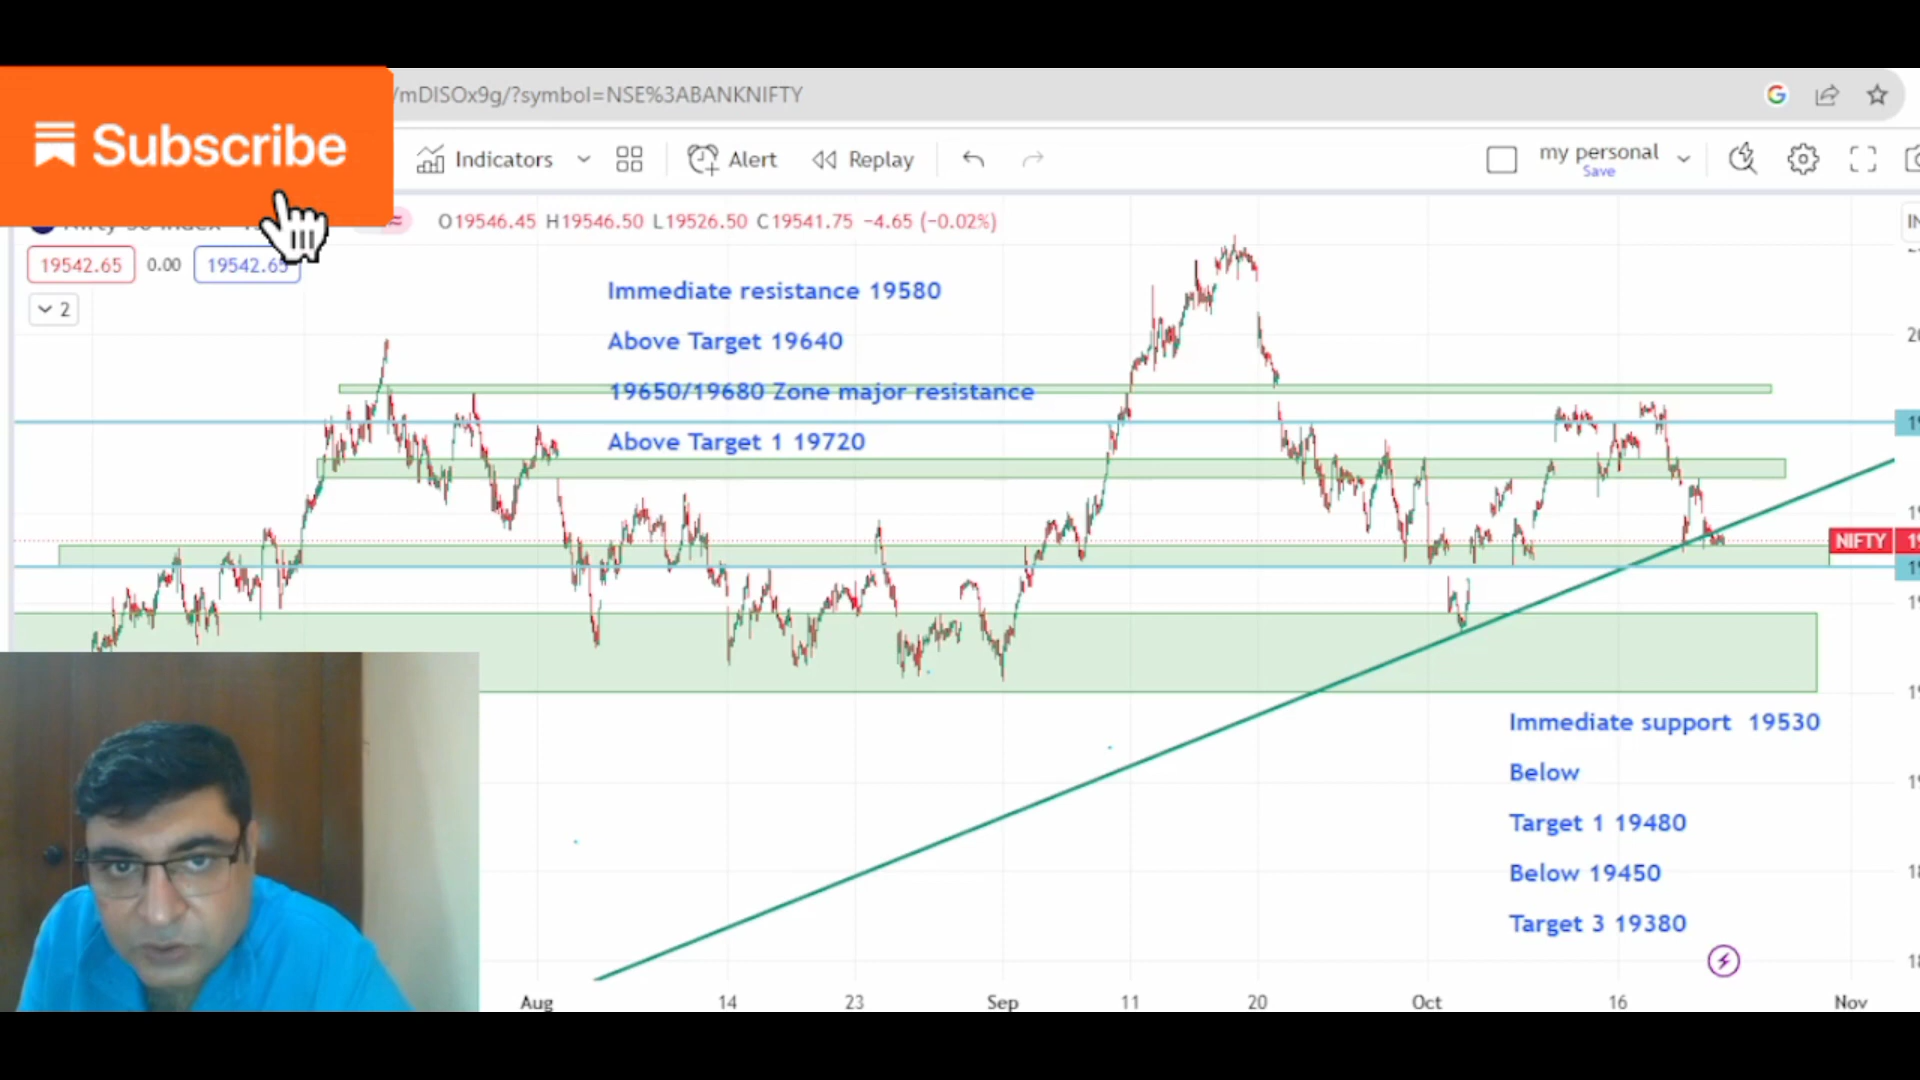 /mDISOx9g/?symbol=NSE%3ABANKNIFTY
Subscribe
Indicators
Alert
Replay
my personal
Save
O19546.45 H19546.50 L19526.50 C19541.75 −4.65 (−0.02%)
19542.65 0.00 19542.65
2
Immediate resistance 19580
Above Target 19640
19650/19680 Zone major resistance
Above Target 1 19720
NIFTY
Immediate support 19530
Below
Target 1 19480
Below 19450
Target 3 19380
Aug 14 23 Sep 11 20 Oct 16 Nov